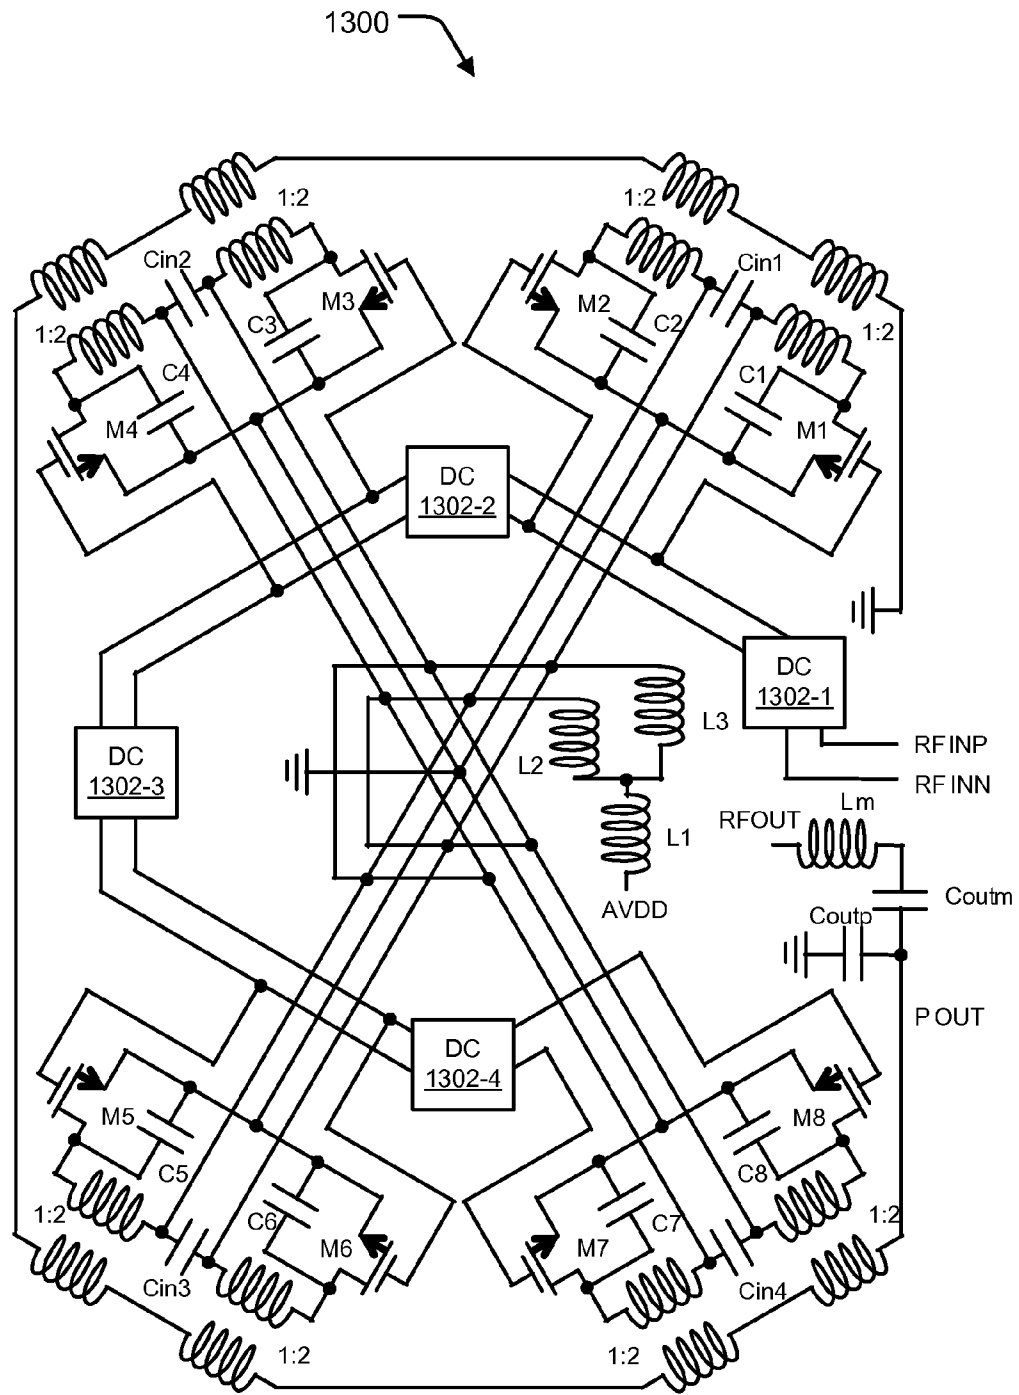 1300
1:2
1:2
Cin2
Cin1
M3
M2
1:2
C3
C2
1:2
C4
C1
M4
M1
DC
1302-2
DC
1302-1
L3
DC
1302-3
L2
RFINP
RFINN
Lm
RFOUT
L1
AVDD
Coutm
Coutp
POUT
DC
1302-4
M5
M8
C5
C8
1:2
C6
C7
1:2
M6
M7
Cin3
Cin4
1:2
1:2